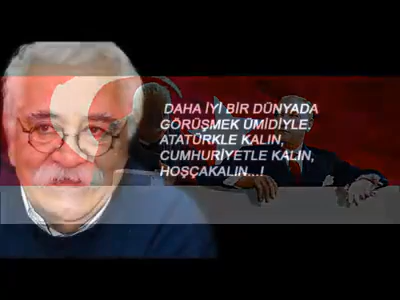 DAHA İYİ BİR DÜNYADA
GÖRÜŞMEK ÜMİDİYLE,
ATATÜRKLE KALIN,
CUMHURİYETLE KALIN,
HOŞÇAKALIN...!